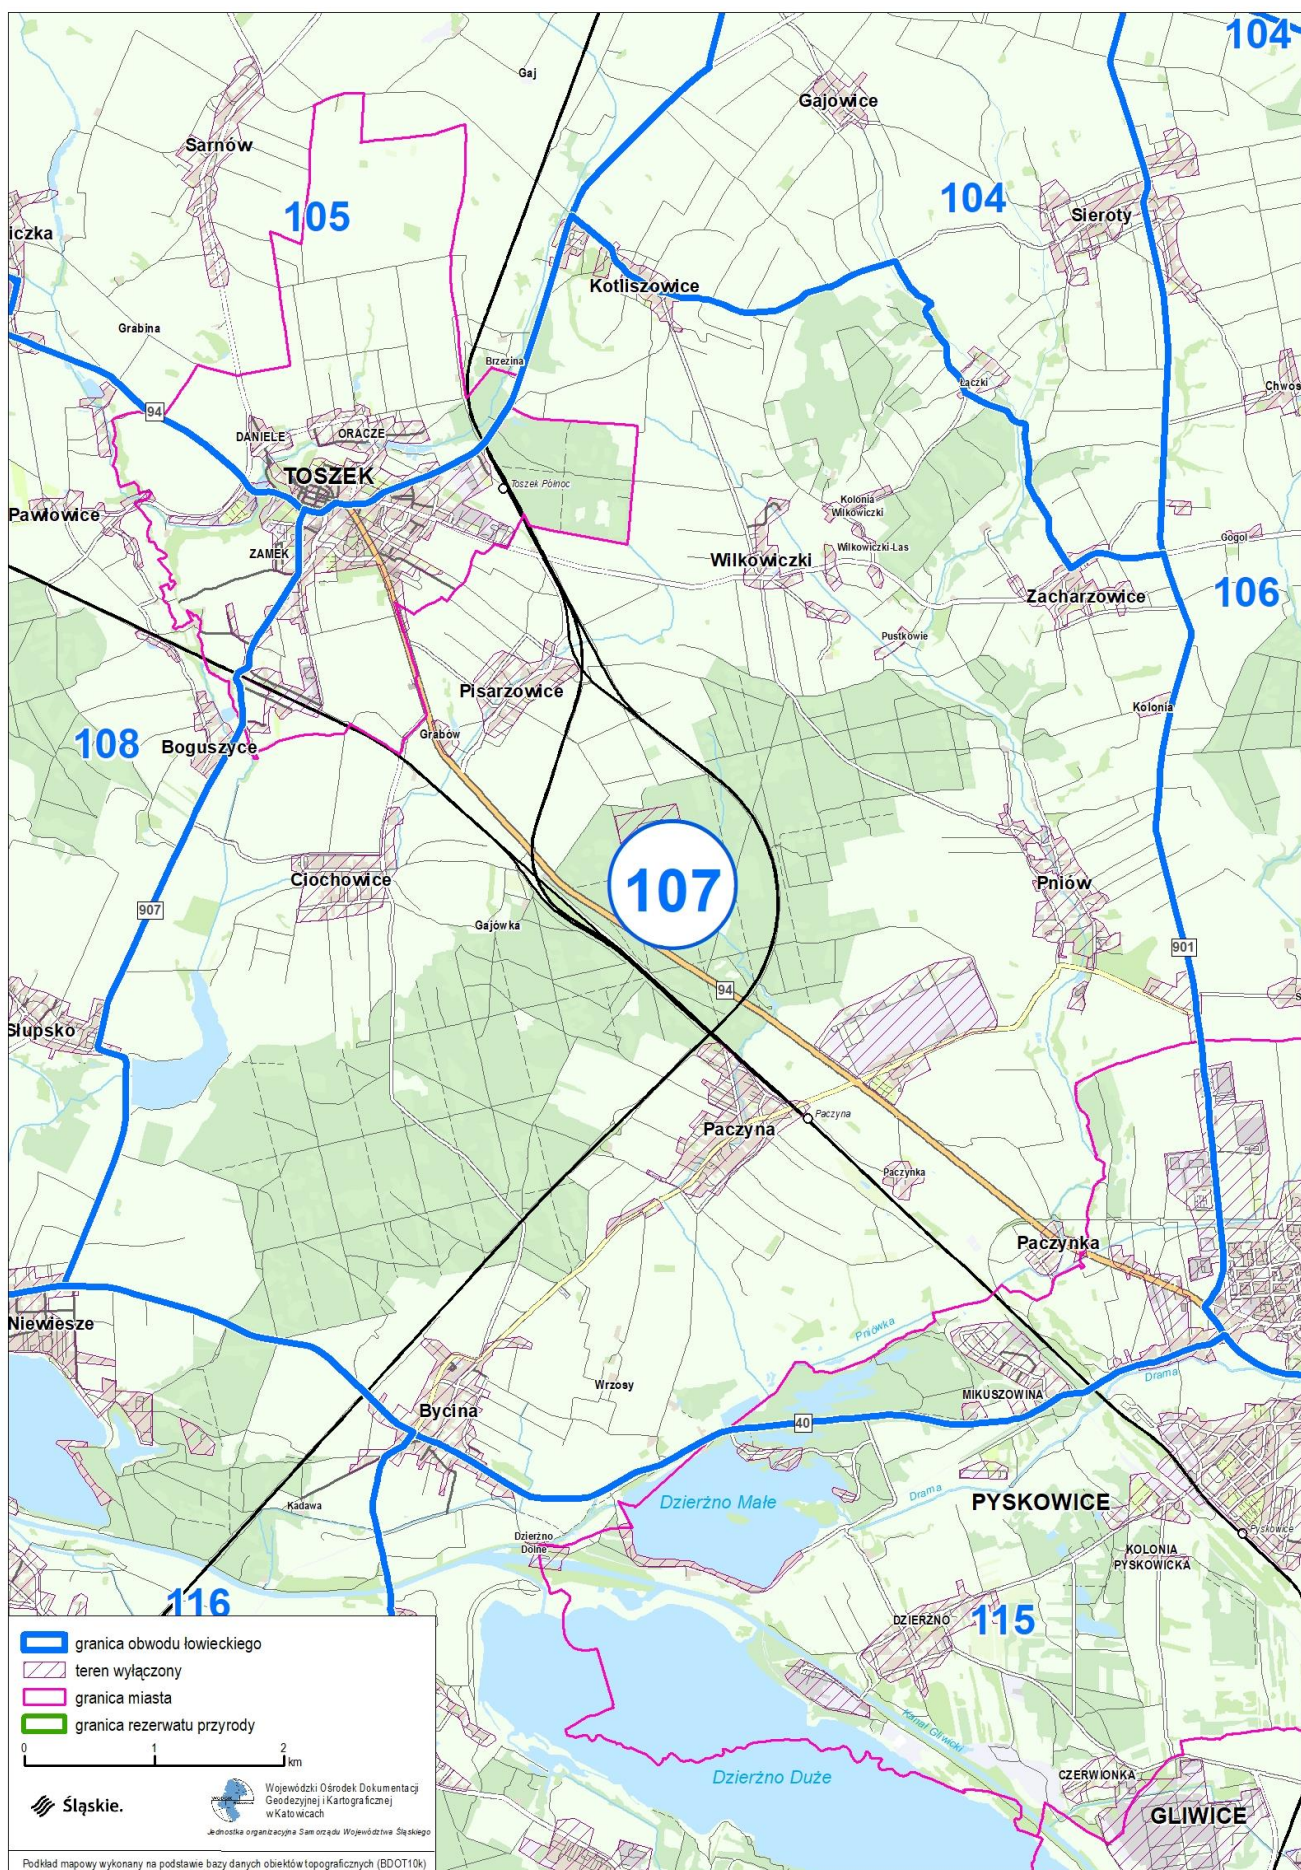 104
Gaj
Gajowice
Sarnów
105
104
Sieroty
iczka
Kotliszowice
Grabina
Brzezina
Łączki
Chwos
94
DANIELE
ORACZE
TOSZEK
Toszek Północ
Pawłowice
Kolonia
Wilkowiczki
ZAMEK
Wilkowiczki
Wilkowiczki-Las
Gogol
Zacharzowice
106
Pustkowie
Pisarzowice
Kolonia
108
Boguszyce
Grabów
107
Ciochowice
Pniów
907
Gajówka
901
94
S
Słupsko
Paczyna
Paczyna
Paczynka
Paczynka
Niewiesze
Pniówka
Wrzosy
Drama
MIKUSZOWINA
Bycina
40
Kadawa
Dzierżno Małe
Drama
PYSKOWICE
Pyskowice
Dzierżno
Dolne
KOLONIA
PYSKOWICKA
116
DZIERŻNO
115
Kanał Gliwicki
Dzierżno Duże
CZERWIONKA
GLIWICE
granica obwodu łowieckiego
teren wyłączony
granica miasta
granica rezerwatu przyrody
0 1 2
km
Śląskie.
Wojewódzki Ośrodek Dokumentacji
Geodezyjnej i Kartograficznej
w Katowicach
Jednostka organizacyjna Samorządu Województwa Śląskiego
Podkład mapowy wykonany na podstawie bazy danych obiektów topograficznych (BDOT10k)